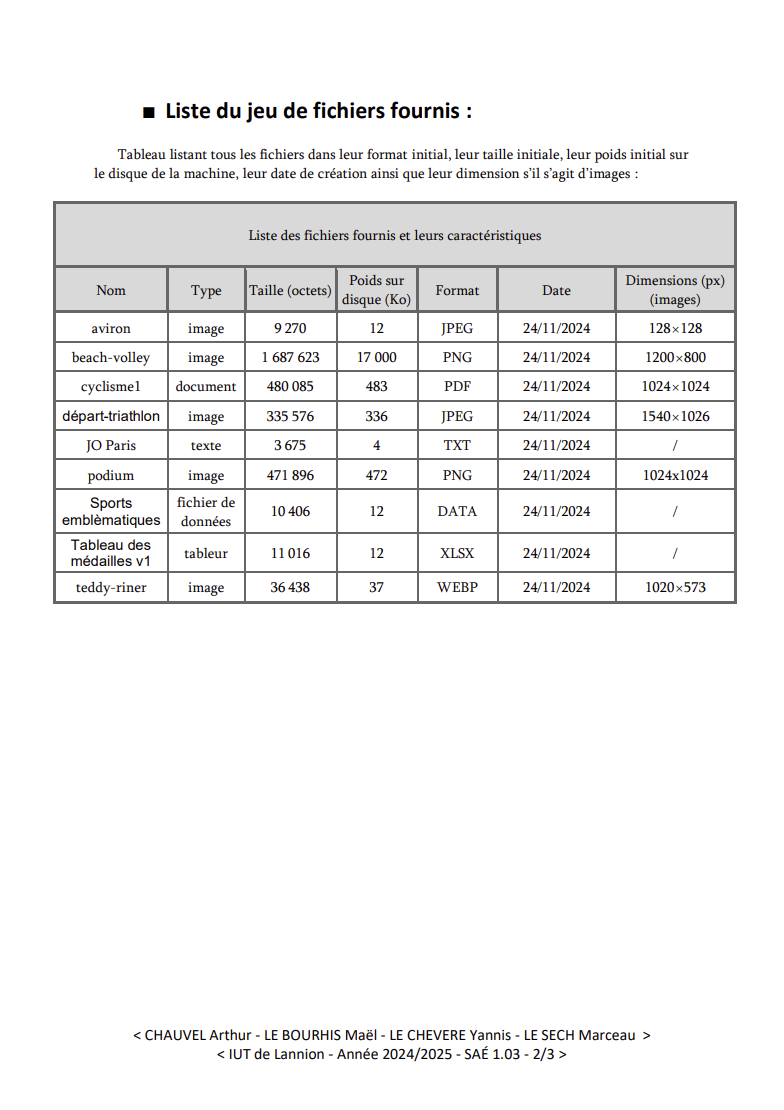 ■ Liste du jeu de fichiers fournis :
Tableau listant tous les fichiers dans leur format initial, leur taille initiale, leur poids initial sur
le disque de la machine, leur date de création ainsi que leur dimension s’il s’agit d’images :
Liste des fichiers fournis et leurs caractéristiques
Nom Type Taille (octets) Poids sur disque (Ko) Format Date Dimensions (px) (images)
aviron image 9 270 12 JPEG 24/11/2024 128×128
beach-volley image 1 687 623 17 000 PNG 24/11/2024 1200×800
cyclisme1 document 480 085 483 PDF 24/11/2024 1024×1024
départ-triathlon image 335 576 336 JPEG 24/11/2024 1540×1026
JO Paris texte 3 675 4 TXT 24/11/2024 /
podium image 471 896 472 PNG 24/11/2024 1024x1024
Sports emblèmatiques fichier de données 10 406 12 DATA 24/11/2024 /
Tableau des médailles v1 tableur 11 016 12 XLSX 24/11/2024 /
teddy-riner image 36 438 37 WEBP 24/11/2024 1020×573
< CHAUVEL Arthur - LE BOURHIS Maël - LE CHEVERE Yannis - LE SECH Marceau >
< IUT de Lannion - Année 2024/2025 - SAÉ 1.03 - 2/3 >